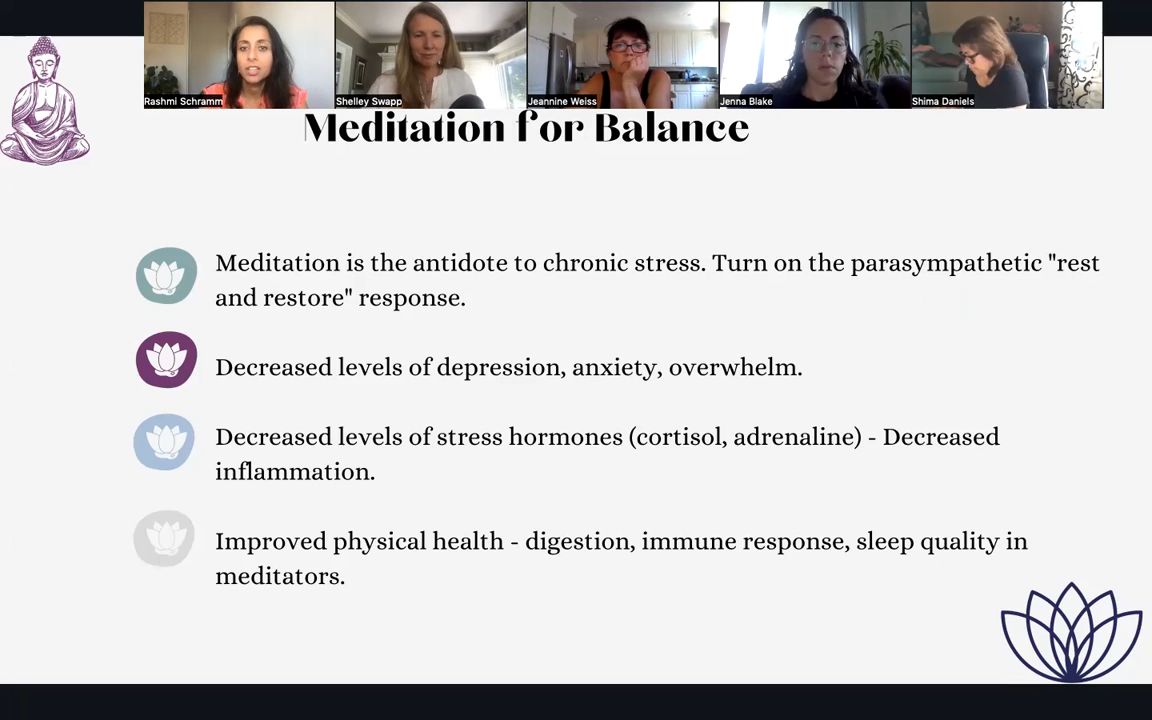 Rashmi Schramm
Shelley Swapp
Jeannine Weiss
Jenna Blake
Shima Daniels
Meditation for Balance
Meditation is the antidote to chronic stress. Turn on the parasympathetic "rest
and restore" response.
Decreased levels of depression, anxiety, overwhelm.
Decreased levels of stress hormones (cortisol, adrenaline) - Decreased
inflammation.
Improved physical health - digestion, immune response, sleep quality in
meditators.